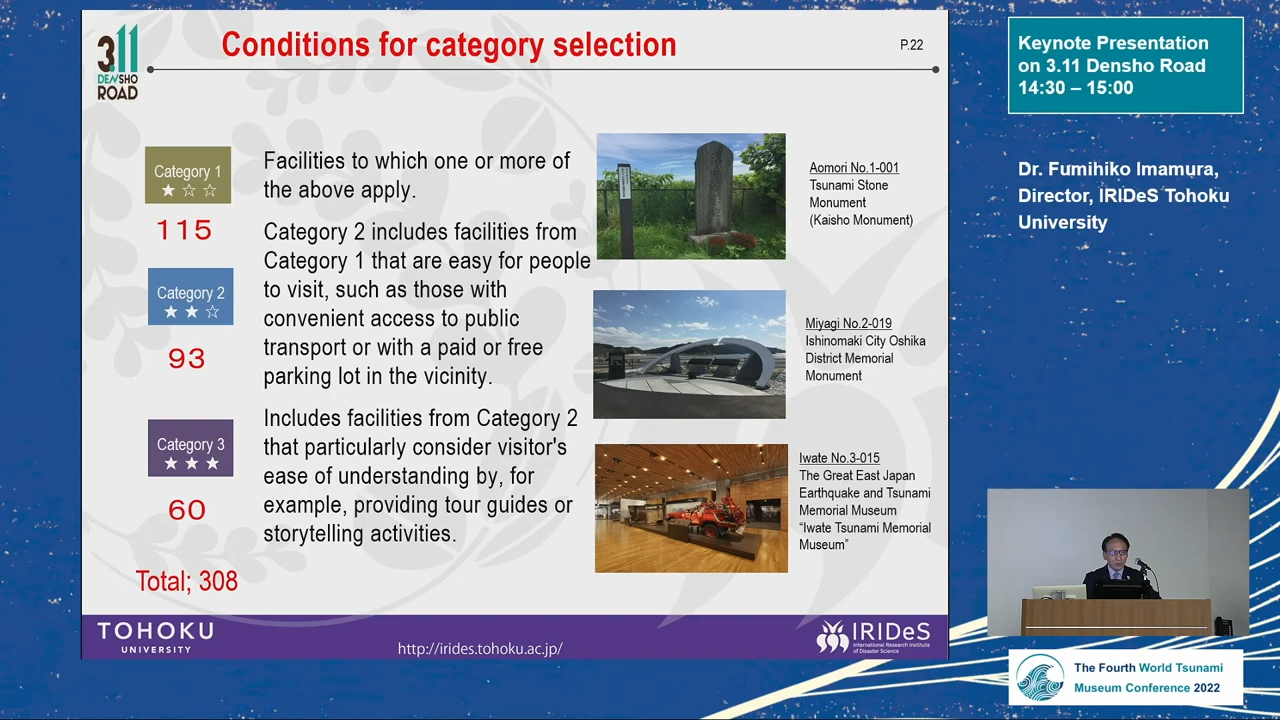 3.11
DENSHO
ROAD
Conditions for category selection
P.22
Category 1
★ ☆ ☆
115
Facilities to which one or more of
the above apply.
Category 2
★ ★ ☆
93
Category 2 includes facilities from
Category 1 that are easy for people
to visit, such as those with
convenient access to public
transport or with a paid or free
parking lot in the vicinity.
Category 3
★ ★ ★
60
Includes facilities from Category 2
that particularly consider visitor's
ease of understanding by, for
example, providing tour guides or
storytelling activities.
Total; 308
Aomori No.1-001
Tsunami Stone
Monument
(Kaisho Monument)
Miyagi No.2-019
Ishinomaki City Oshika
District Memorial
Monument
Iwate No.3-015
The Great East Japan
Earthquake and Tsunami
Memorial Museum
“Iwate Tsunami Memorial
Museum”
TOHOKU
UNIVERSITY
http://irides.tohoku.ac.jp/
IRIDeS
International Research Institute
of Disaster Science
Keynote Presentation
on 3.11 Densho Road
14:30 – 15:00
Dr. Fumihiko Imamura,
Director, IRIDeS Tohoku
University
The Fourth World Tsunami
Museum Conference 2022